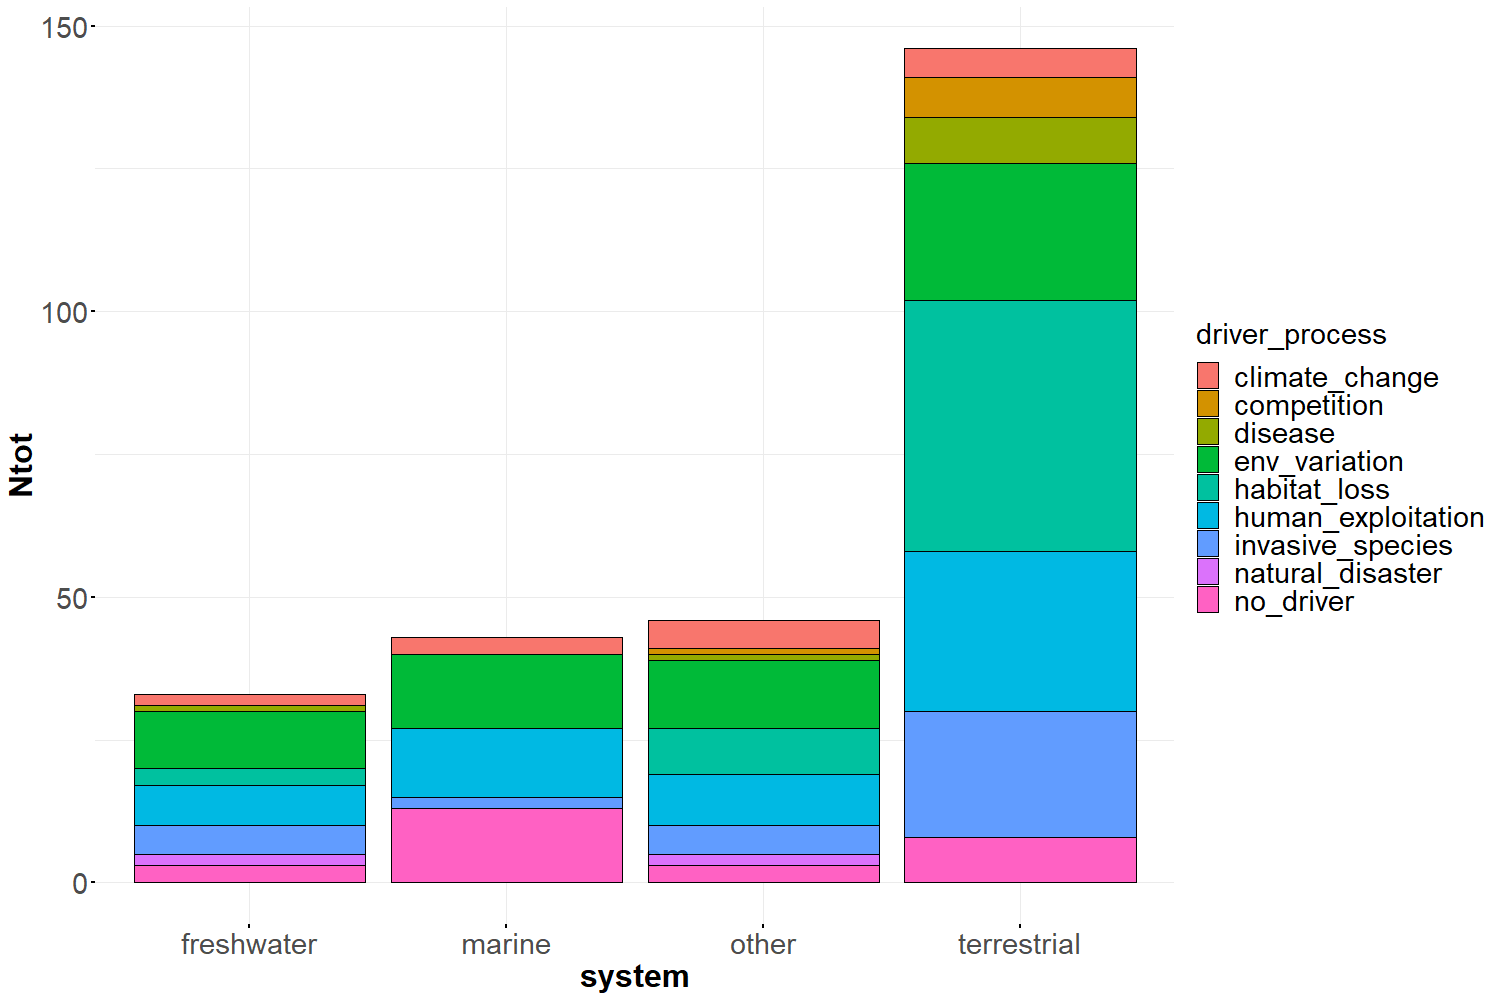 150
100
50
0
Ntot
freshwater
marine
other
terrestrial
system
driver_process
climate_change
competition
disease
env_variation
habitat_loss
human_exploitation
invasive_species
natural_disaster
no_driver